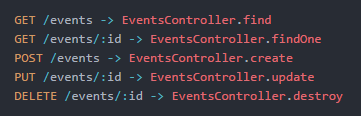 GET /events -> EventsController.find
GET /events/:id -> EventsController.findOne
POST /events -> EventsController.create
PUT /events/:id -> EventsController.update
DELETE /events/:id -> EventsController.destroy